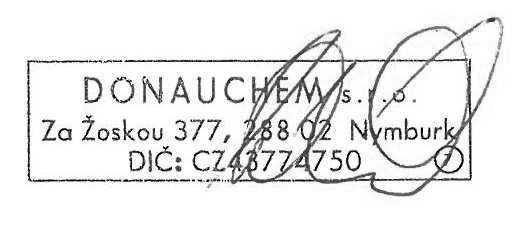 DONAUCHEM s.r.o.
Za Žoskou 377, 288 02 Nymburk
DIČ: CZ43774750 7